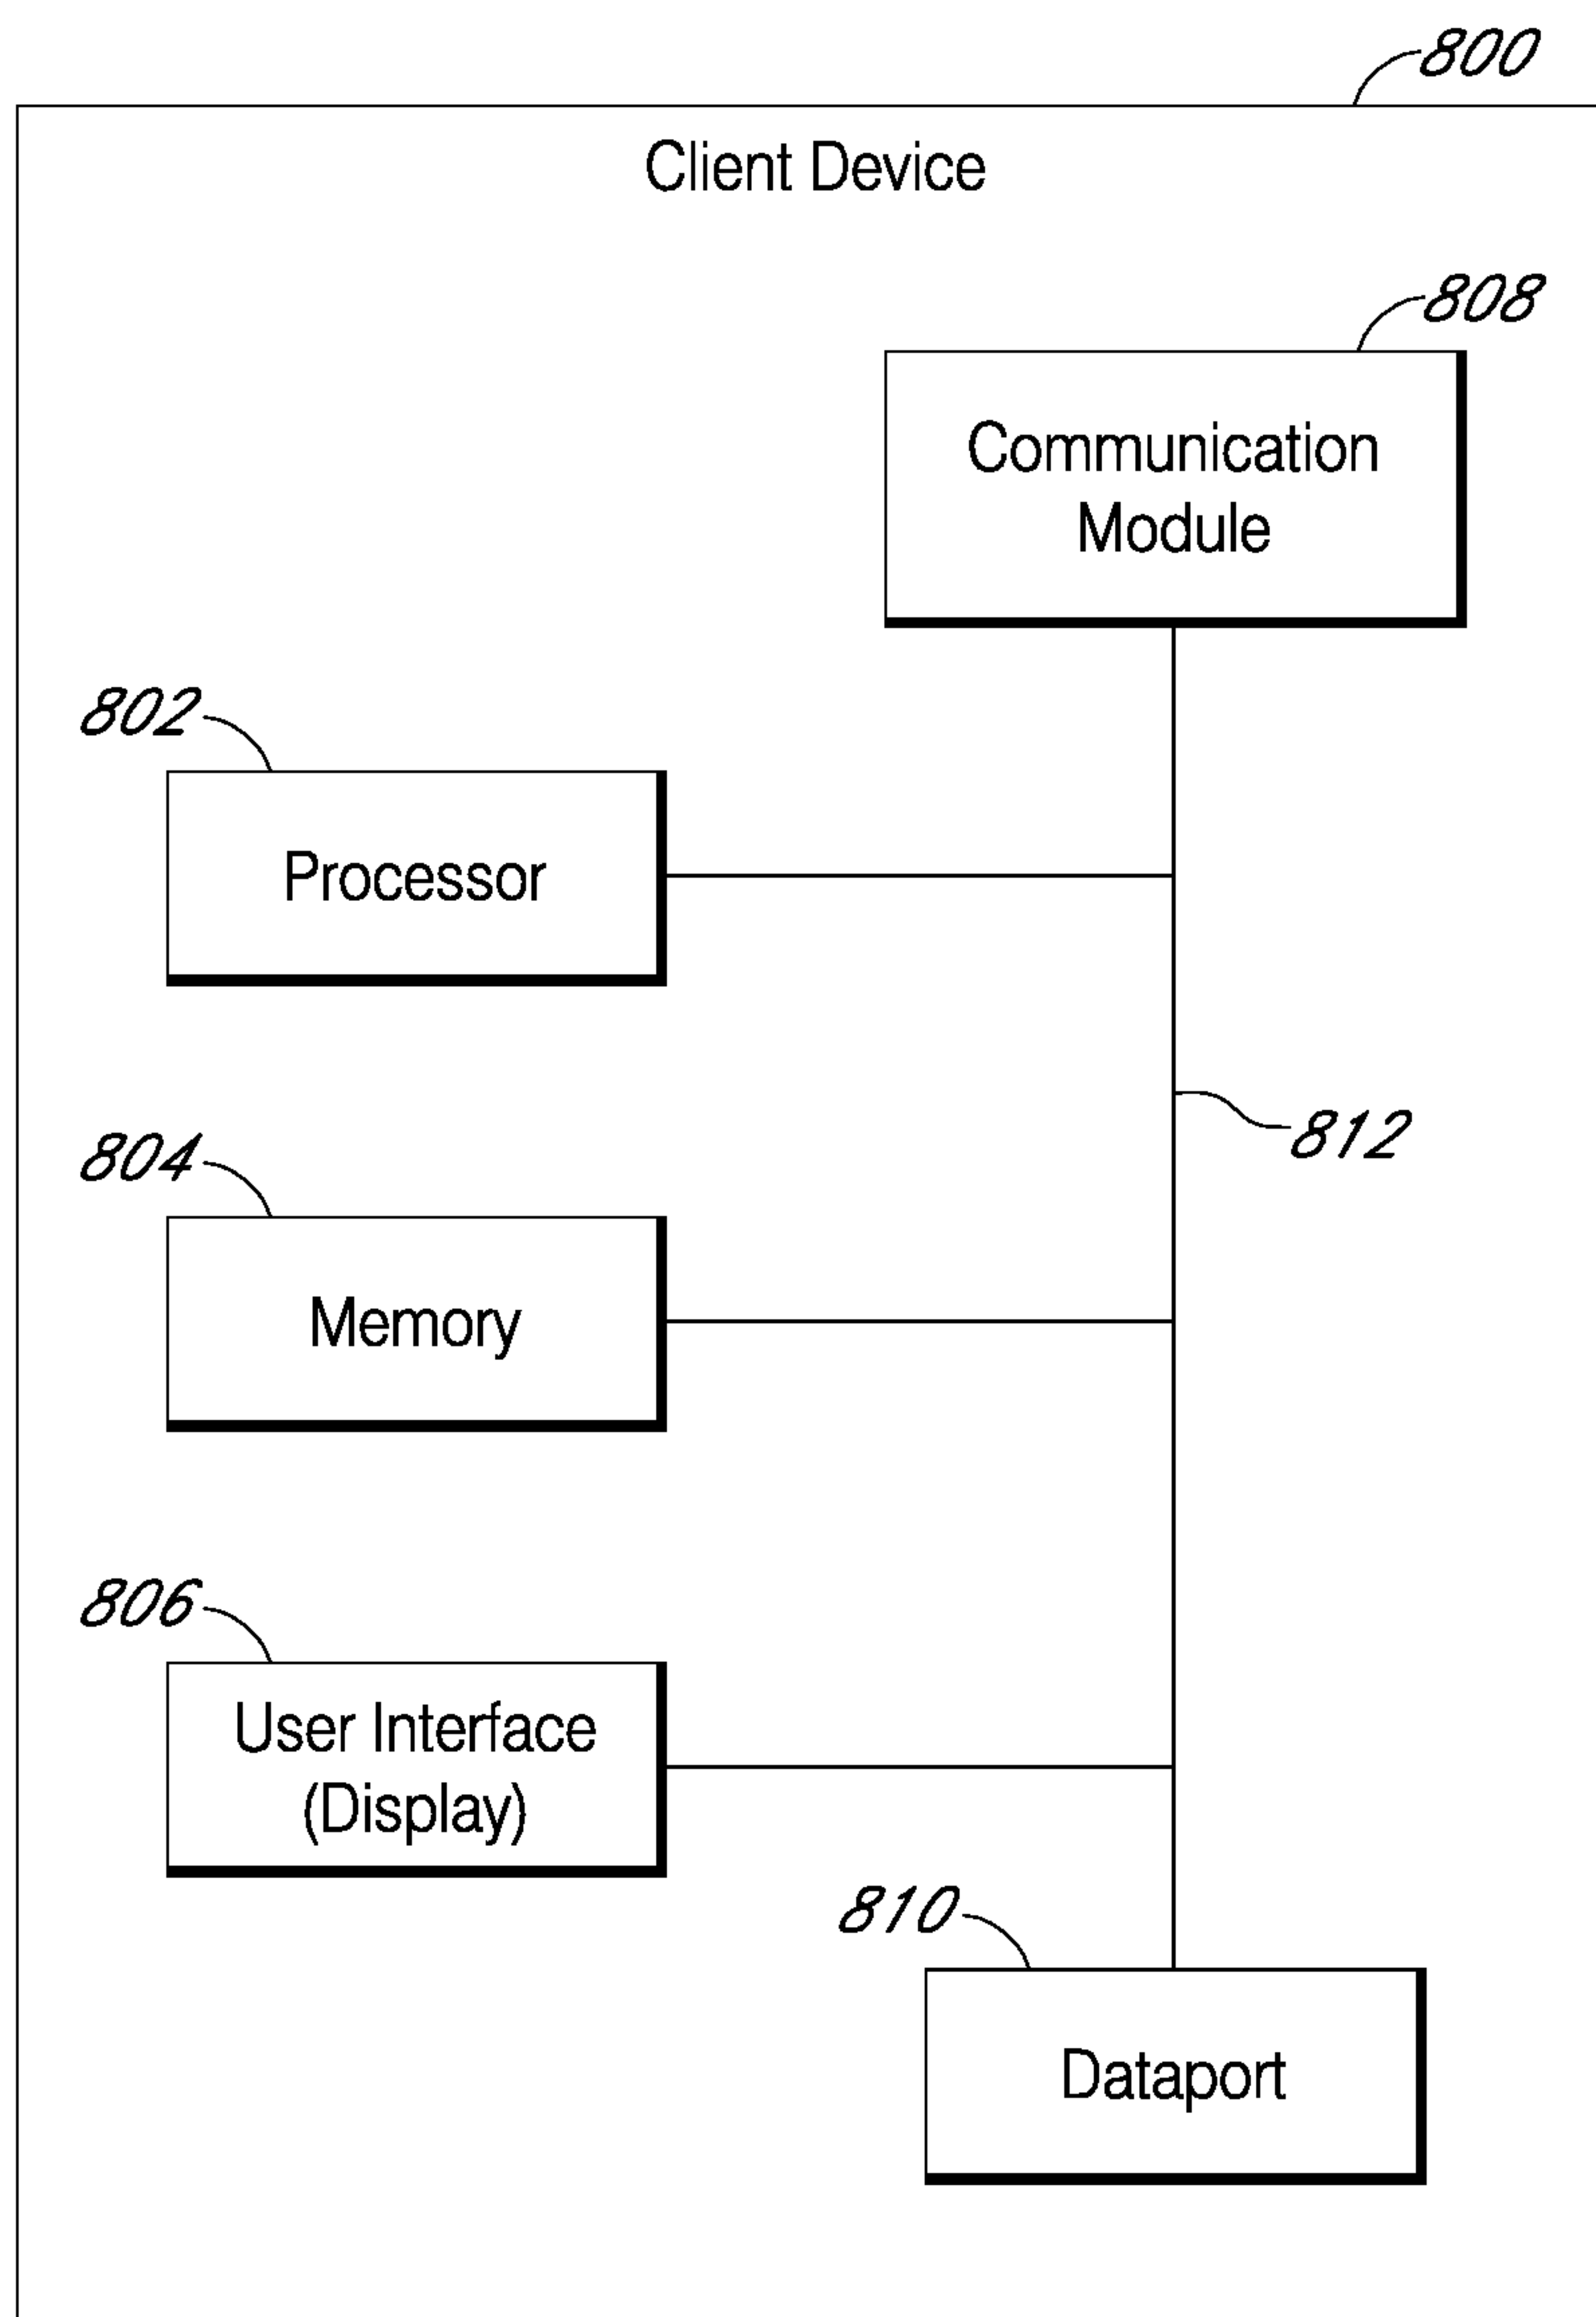 800
Client Device
808
Communication
Module
802
Processor
812
804
Memory
806
User Interface
(Display)
810
Dataport